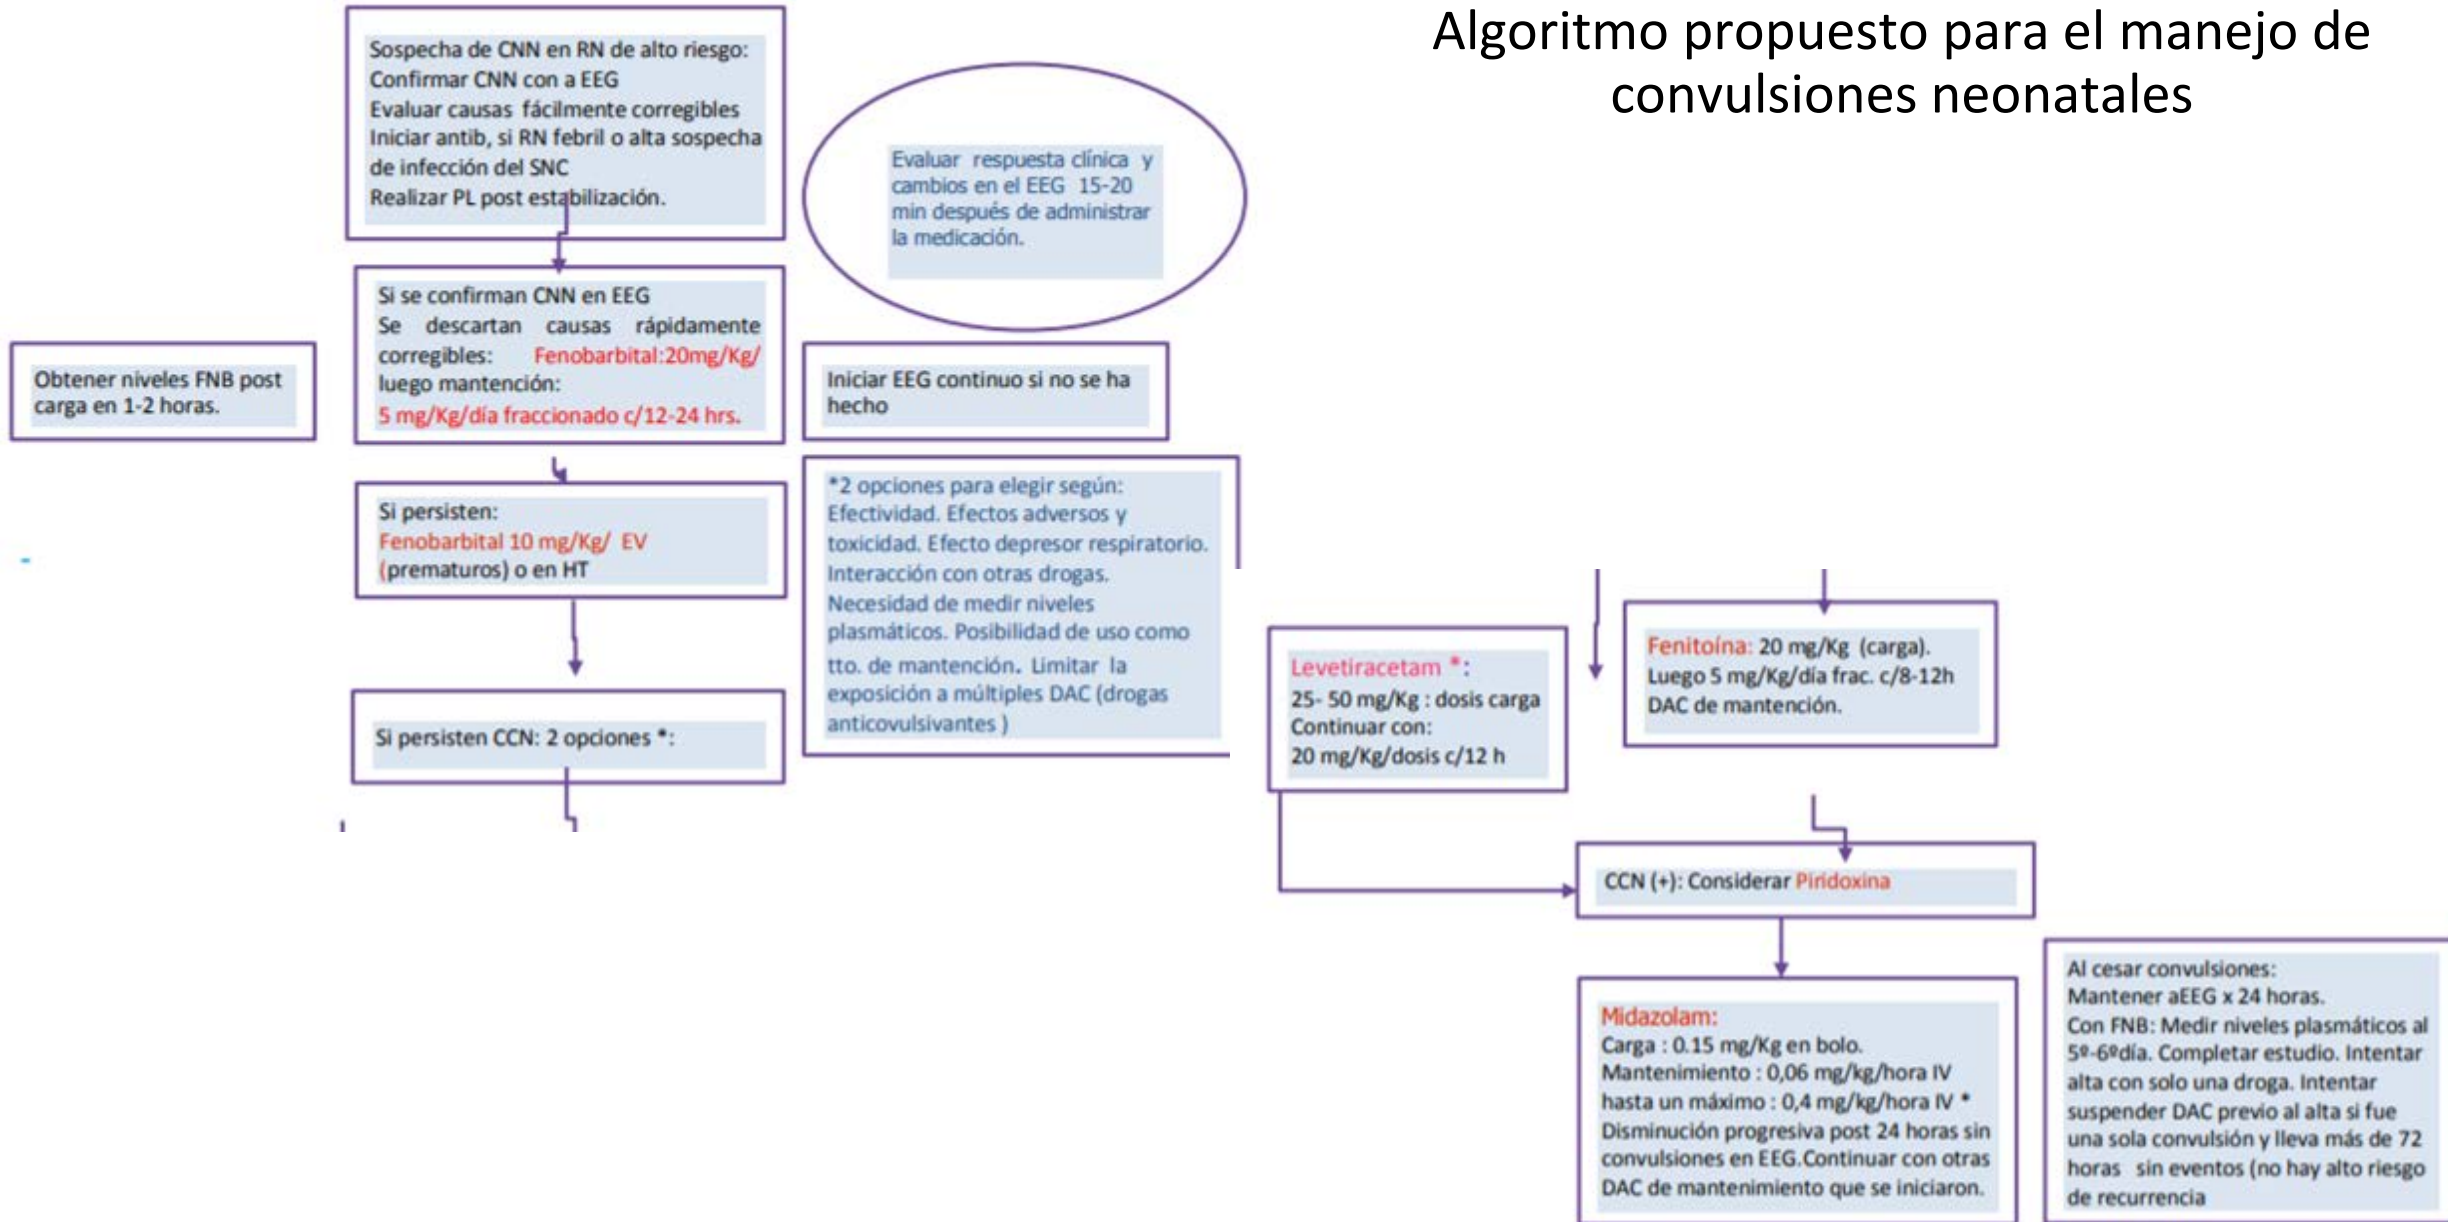 Algoritmo propuesto para el manejo de
convulsiones neonatales
Sospecha de CNN en RN de alto riesgo:
Confirmar CNN con a EEG
Evaluar causas fácilmente corregibles
Iniciar antib, si RN febril o alta sospecha
de infección del SNC
Realizar PL post estabilización.
Evaluar respuesta clínica y
cambios en el EEG 15-20
min después de administrar
la medicación.
Si se confirman CNN en EEG
Se descartan causas rápidamente
corregibles: Fenobarbital:20mg/Kg/
luego mantención:
5 mg/Kg/día fraccionado c/12-24 hrs.
Obtener niveles FNB post
carga en 1-2 horas.
Iniciar EEG continuo si no se ha
hecho
Si persisten:
Fenobarbital 10 mg/Kg/ EV
(prematuros) o en HT
-
*2 opciones para elegir según:
Efectividad. Efectos adversos y
toxicidad. Efecto depresor respiratorio.
Interacción con otras drogas.
Necesidad de medir niveles
plasmáticos. Posibilidad de uso como
tto. de mantención. Limitar la
exposición a múltiples DAC (drogas
anticovulsivantes )
Si persisten CCN: 2 opciones *:
Levetiracetam *:
25- 50 mg/Kg : dosis carga
Continuar con:
20 mg/Kg/dosis c/12 h
Fenitoína: 20 mg/Kg (carga).
Luego 5 mg/Kg/día frac. c/8-12h
DAC de mantención.
CCN (+): Considerar Piridoxina
Midazolam:
Carga : 0.15 mg/Kg en bolo.
Mantenimiento : 0,06 mg/kg/hora IV
hasta un máximo : 0,4 mg/kg/hora IV *
Disminución progresiva post 24 horas sin
convulsiones en EEG.Continuar con otras
DAC de mantenimiento que se iniciaron.
Al cesar convulsiones:
Mantener aEEG x 24 horas.
Con FNB: Medir niveles plasmáticos al
5º-6ºdía. Completar estudio. Intentar
alta con solo una droga. Intentar
suspender DAC previo al alta si fue
una sola convulsión y lleva más de 72
horas sin eventos (no hay alto riesgo
de recurrencia